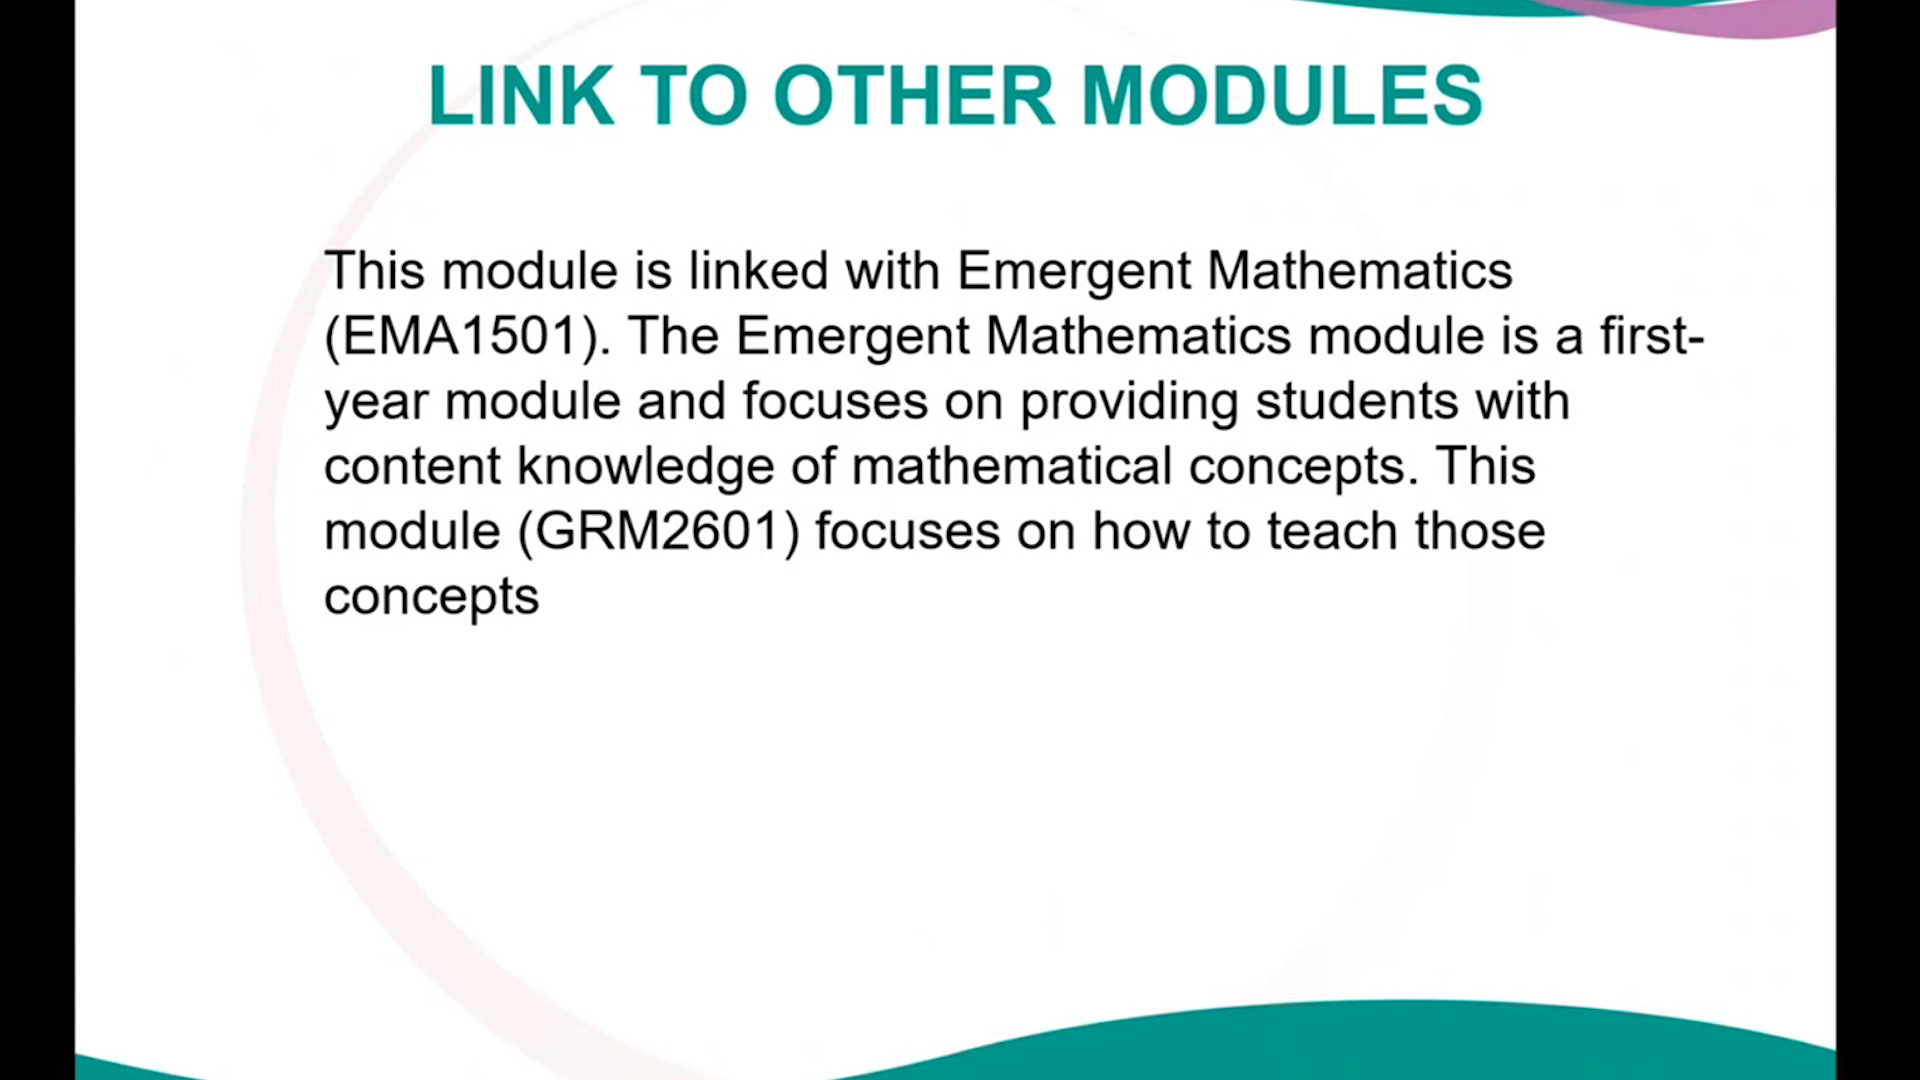 LINK TO OTHER MODULES
This module is linked with Emergent Mathematics
(EMA1501). The Emergent Mathematics module is a first-
year module and focuses on providing students with
content knowledge of mathematical concepts. This
module (GRM2601) focuses on how to teach those
concepts